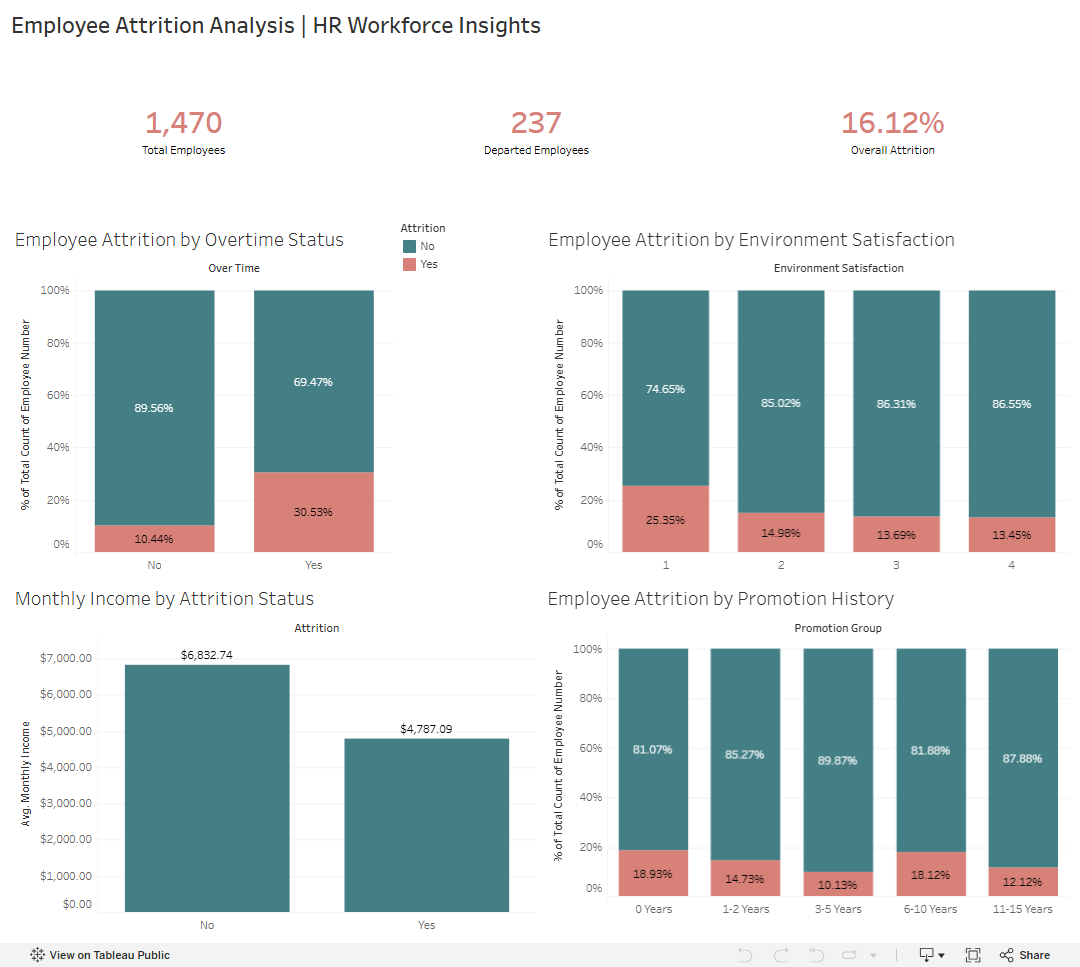 Employee Attrition Analysis | HR Workforce Insights
1,470
Total Employees
237
Departed Employees
16.12%
Overall Attrition
Employee Attrition by Overtime Status
Attrition
No
Yes
Over Time
% of Total Count of Employee Number
100%
80%
60%
40%
20%
0%
89.56%
69.47%
10.44%
30.53%
No
Yes
Employee Attrition by Environment Satisfaction
Environment Satisfaction
% of Total Count of Employee Number
100%
80%
60%
40%
20%
0%
74.65%
85.02%
86.31%
86.55%
25.35%
14.98%
13.69%
13.45%
1
2
3
4
Monthly Income by Attrition Status
Attrition
Avg. Monthly Income
$7,000.00
$6,000.00
$5,000.00
$4,000.00
$3,000.00
$2,000.00
$1,000.00
$0.00
$6,832.74
$4,787.09
No
Yes
Employee Attrition by Promotion History
Promotion Group
% of Total Count of Employee Number
100%
80%
60%
40%
20%
0%
81.07%
85.27%
89.87%
81.88%
87.88%
18.93%
14.73%
10.13%
18.12%
12.12%
0 Years
1-2 Years
3-5 Years
6-10 Years
11-15 Years
View on Tableau Public
Share